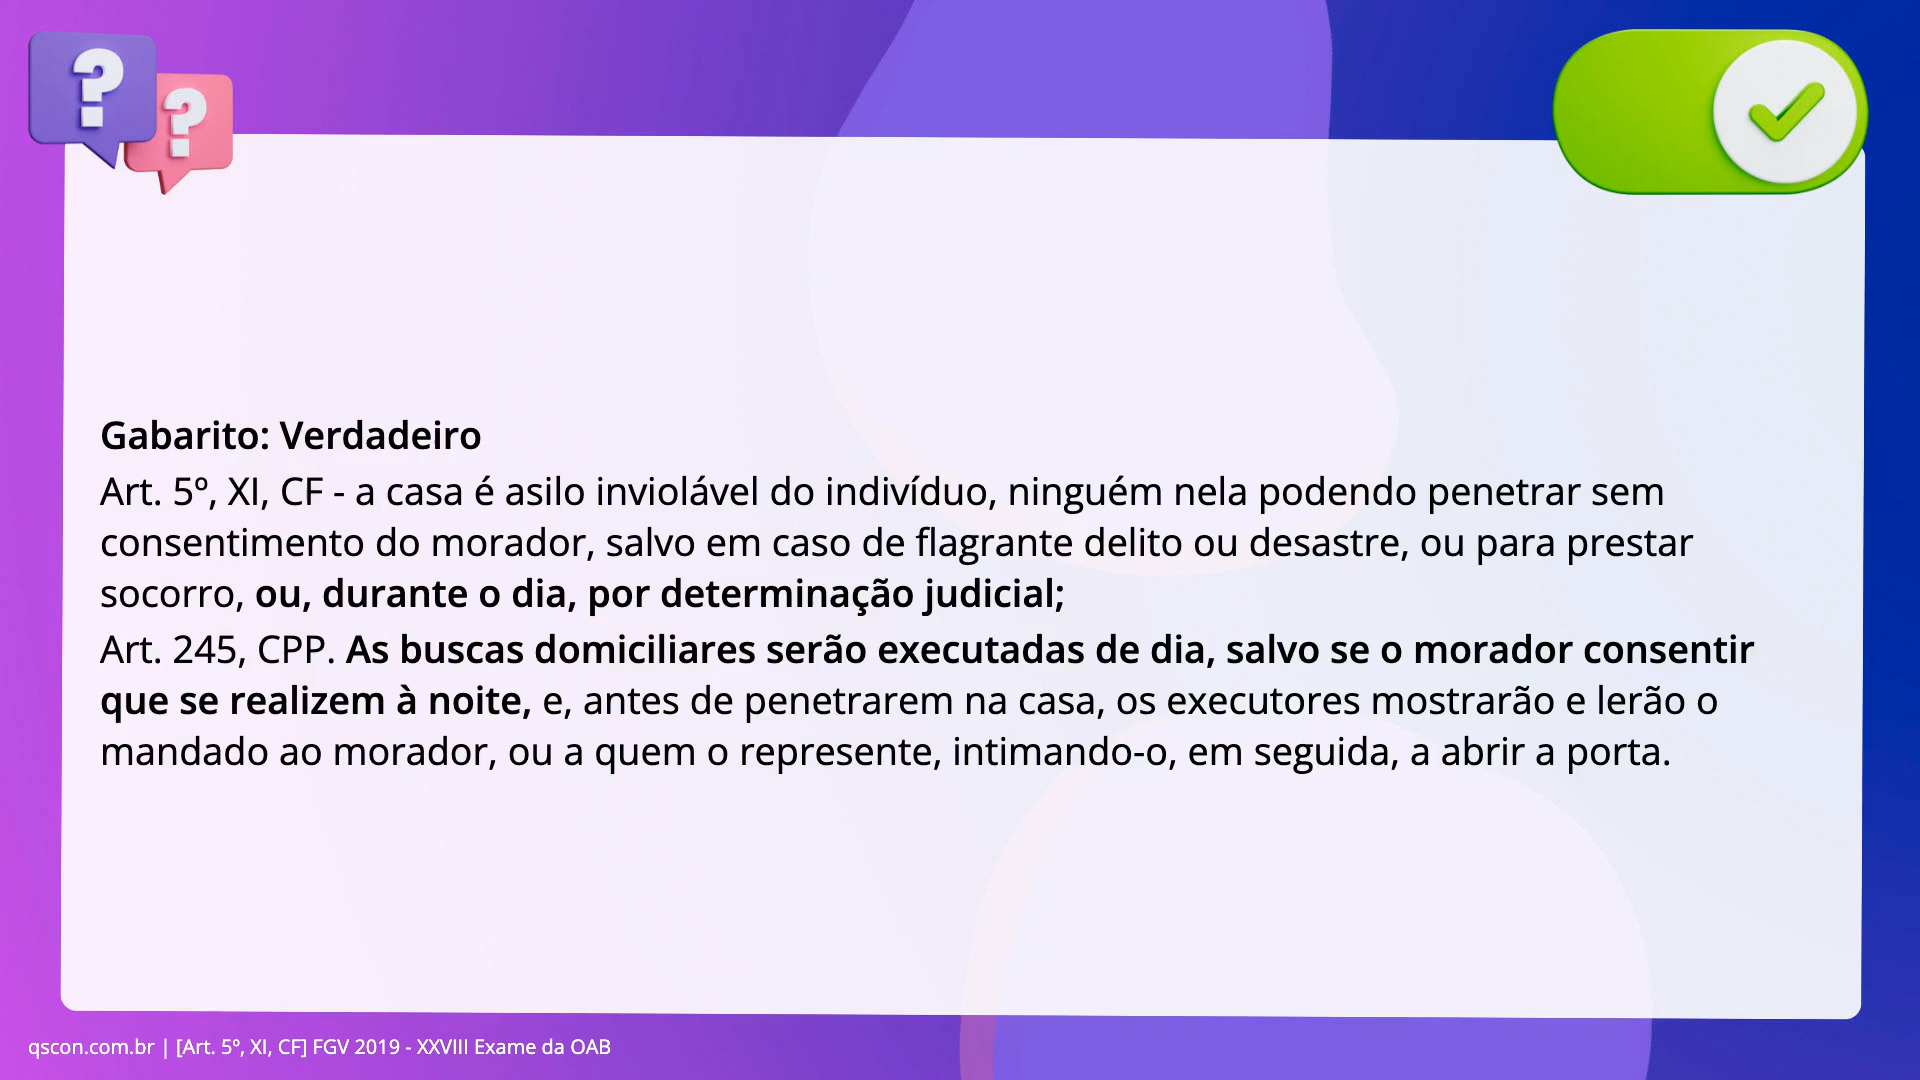 ? ?
Gabarito: Verdadeiro
Art. 5º, XI, CF - a casa é asilo inviolável do indivíduo, ninguém nela podendo penetrar sem
consentimento do morador, salvo em caso de flagrante delito ou desastre, ou para prestar
socorro, ou, durante o dia, por determinação judicial;
Art. 245, CPP. As buscas domiciliares serão executadas de dia, salvo se o morador consentir
que se realizem à noite, e, antes de penetrarem na casa, os executores mostrarão e lerão o
mandado ao morador, ou a quem o represente, intimando-o, em seguida, a abrir a porta.
qscon.com.br | [Art. 5º, XI, CF] FGV 2019 - XXVIII Exame da OAB